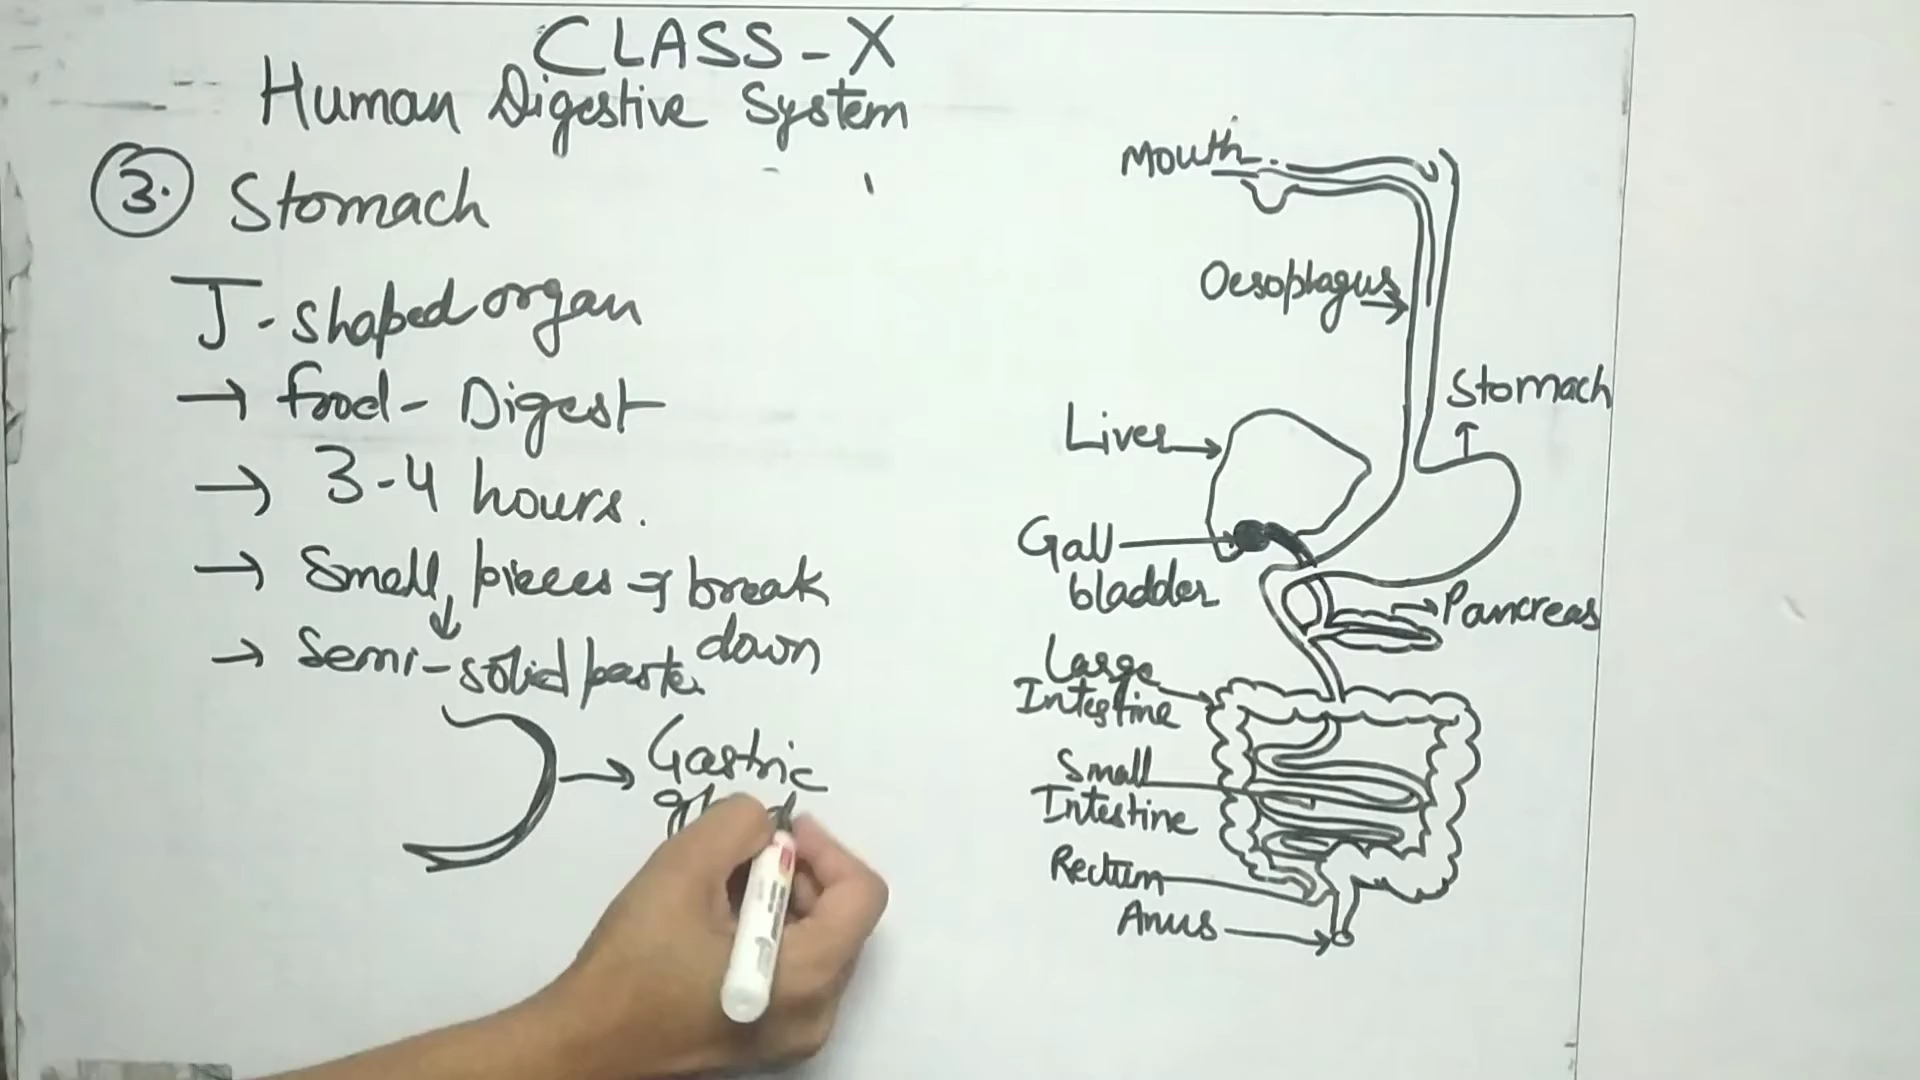 CLASS - X
Human Digestive System
3. Stomach
J - shaped organ
→ food - Digest
→ 3-4 hours.
→ Small pieces → break down
→ Semi-solid paste
→ Gastric
Mouth
Oesophagus
Stomach
Liver
Gall bladder
Pancreas
Large
Intestine
Small
Intestine
Rectum
Anus